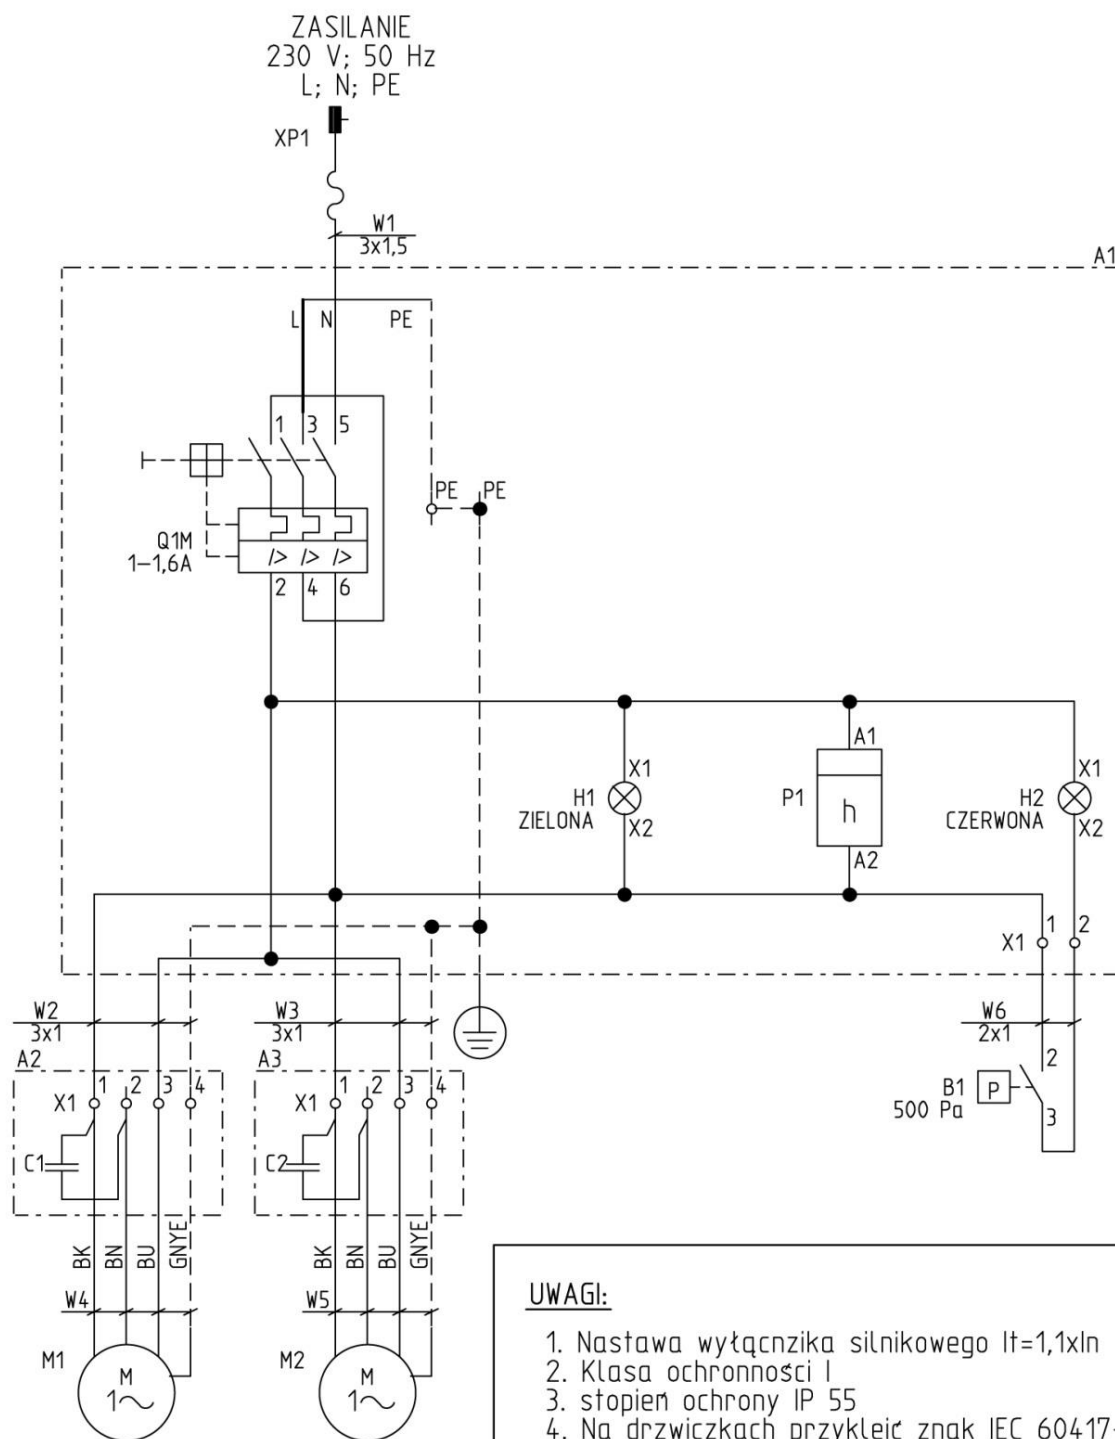 ZASILANIE
230 V; 50 Hz
L; N; PE
XP1
W1
3x1,5
A1
L N PE
1 3 5
PE PE
Q1M
1–1,6A
I> I> I>
2 4 6
X1
H1
ZIELONA
X2
A1
P1
h
A2
X1
H2
CZERWONA
X2
X1 1 2
W2
3x1
W3
3x1
W6
2x1
A2
X1 1 2 3 4
C1
A3
X1 1 2 3 4
C2
2
B1 P
500 Pa
3
BK BN BU GNYE
BK BN BU GNYE
W4
W5
M1
M
1~
M2
M
1~
UWAGI:
1. Nastawa wyłącnzika silnikowego It=1,1xIn
2. Klasa ochronności I
3. stopień ochrony IP 55
4. Na drzwiczkach przykleić znak IEC 60417-